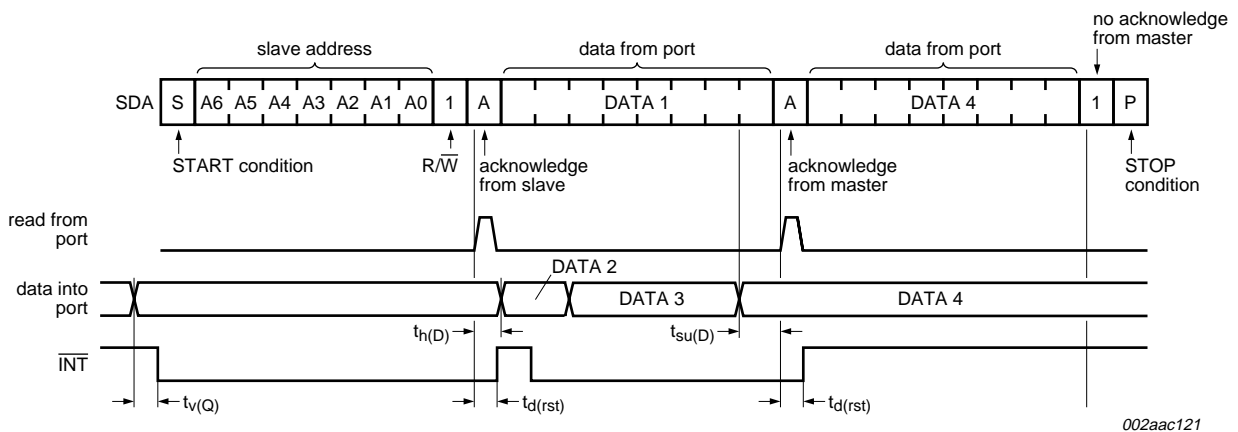 no acknowledge
from master
slave address
data from port
data from port
SDA S A6 A5 A4 A3 A2 A1 A0 1 A DATA 1 A DATA 4 1 P
START condition
R/W̅
acknowledge
from slave
acknowledge
from master
STOP
condition
read from
port
DATA 2
data into
port
DATA 3
DATA 4
th(D)
tsu(D)
I̅N̅T̅
tv(Q)
td(rst)
td(rst)
002aac121